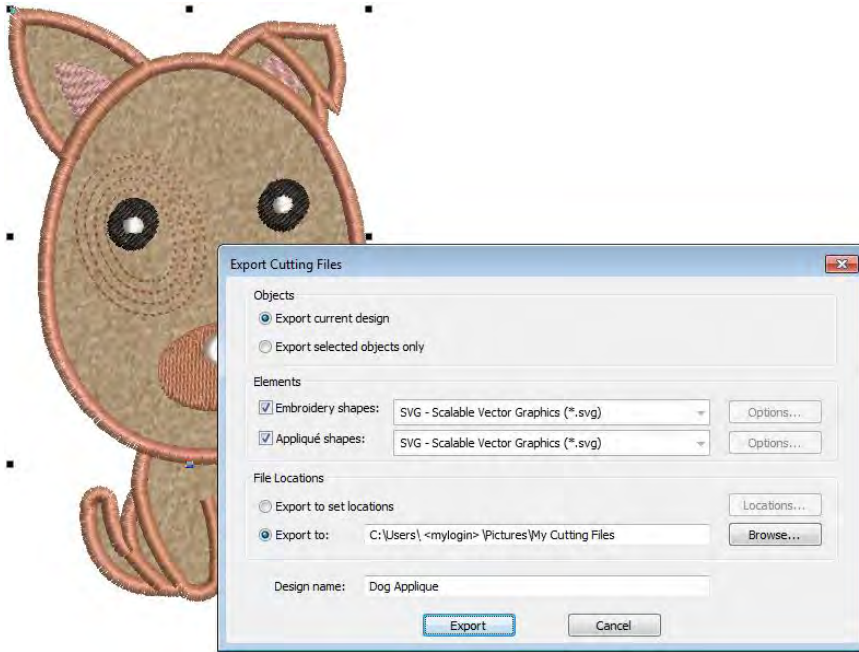 Export Cutting Files
Objects
Export current design
Export selected objects only
Elements
Embroidery shapes: SVG - Scalable Vector Graphics (*.svg) Options...
Appliqué shapes: SVG - Scalable Vector Graphics (*.svg) Options...
File Locations
Export to set locations Locations...
Export to: C:\Users\ <mylogin> \Pictures\My Cutting Files Browse...
Design name: Dog Applique
Export Cancel